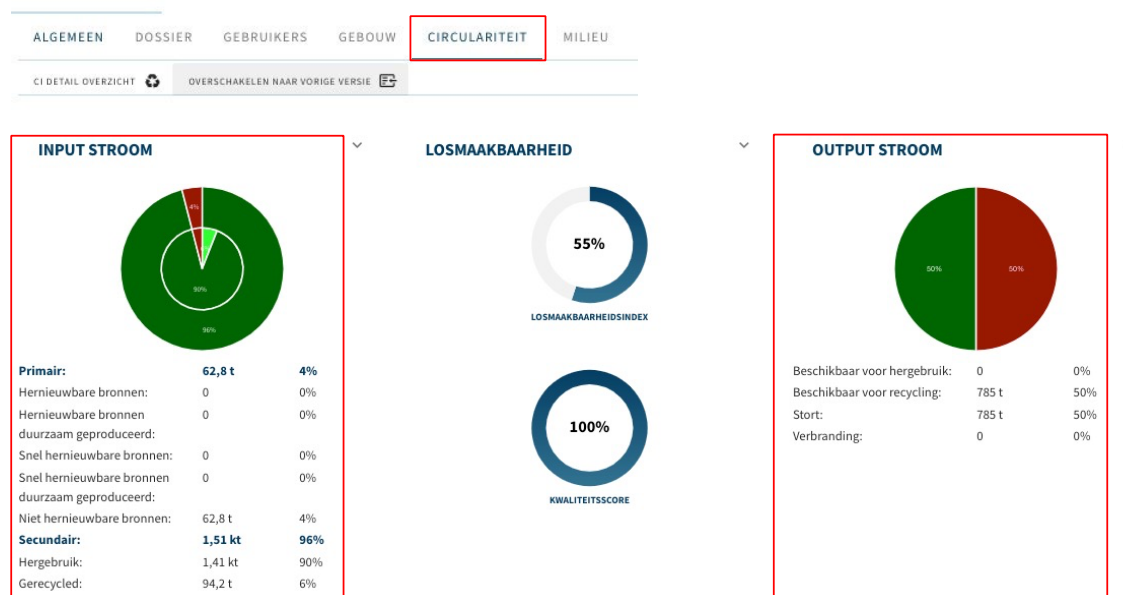 ALGEMEEN DOSSIER GEBRUIKERS GEBOUW CIRCULARITEIT MILIEU
CI DETAIL OVERZICHT OVERSCHAKELEN NAAR VORIGE VERSIE
INPUT STROOM
4%
90%
96%
Primair: 62,8 t 4%
Hernieuwbare bronnen: 0 0%
Hernieuwbare bronnen
duurzaam geproduceerd: 0 0%
Snel hernieuwbare bronnen: 0 0%
Snel hernieuwbare bronnen
duurzaam geproduceerd: 0 0%
Niet hernieuwbare bronnen: 62,8 t 4%
Secundair: 1,51 kt 96%
Hergebruik: 1,41 kt 90%
Gerecycled: 94,2 t 6%
LOSMAAKBAARHEID
55%
LOSMAAKBAARHEIDSINDEX
100%
KWALITEITSSCORE
OUTPUT STROOM
50% 50%
Beschikbaar voor hergebruik: 0 0%
Beschikbaar voor recycling: 785 t 50%
Stort: 785 t 50%
Verbranding: 0 0%